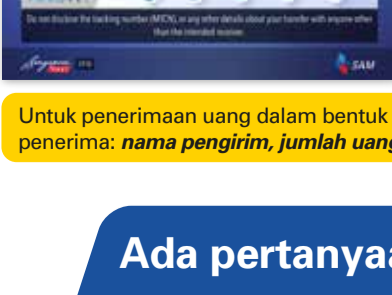 Do not disclose the tracking number (MTCN), or any other details about your transfer with anyone other
than the intended receiver.
SAM
Untuk penerimaan uang dalam bentuk
penerima: nama pengirim, jumlah uang
Ada pertanyaa